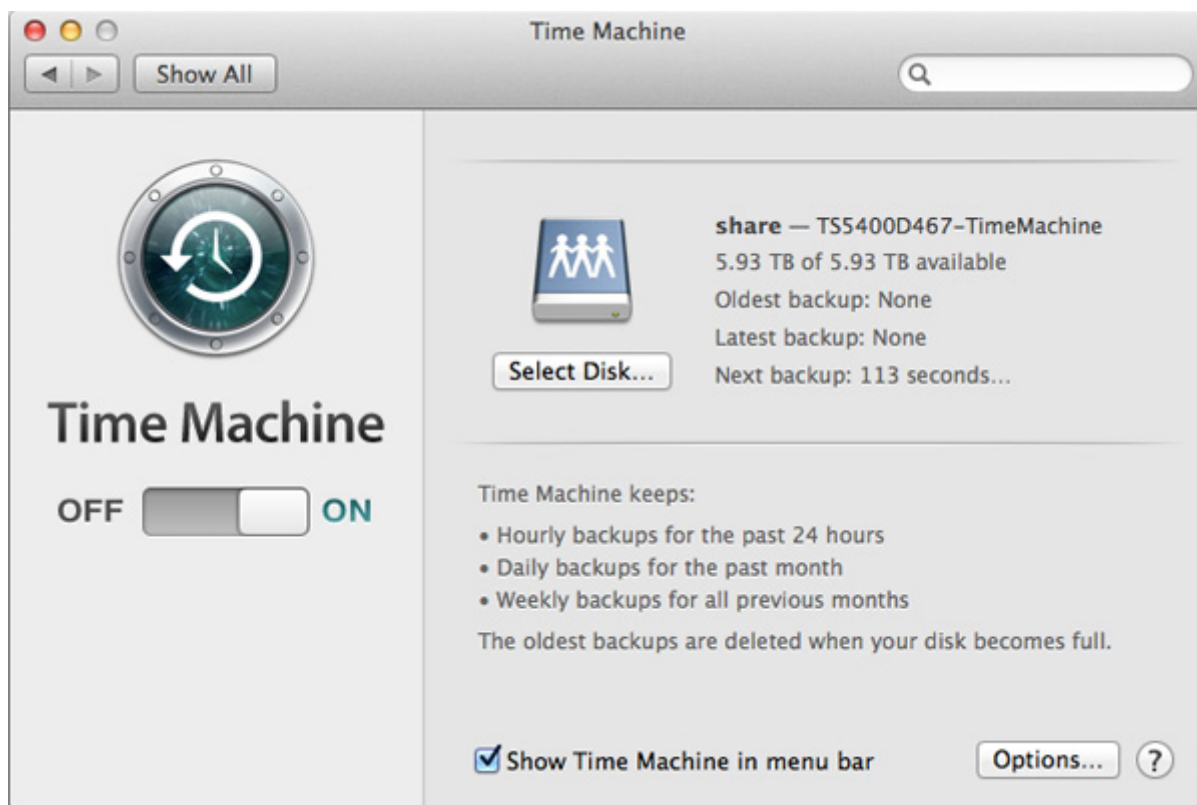 Time Machine
Show All
share — TS5400D467-TimeMachine
5.93 TB of 5.93 TB available
Oldest backup: None
Latest backup: None
Select Disk...
Next backup: 113 seconds...
Time Machine
OFF ON
Time Machine keeps:
• Hourly backups for the past 24 hours
• Daily backups for the past month
• Weekly backups for all previous months
The oldest backups are deleted when your disk becomes full.
Show Time Machine in menu bar
Options...
?